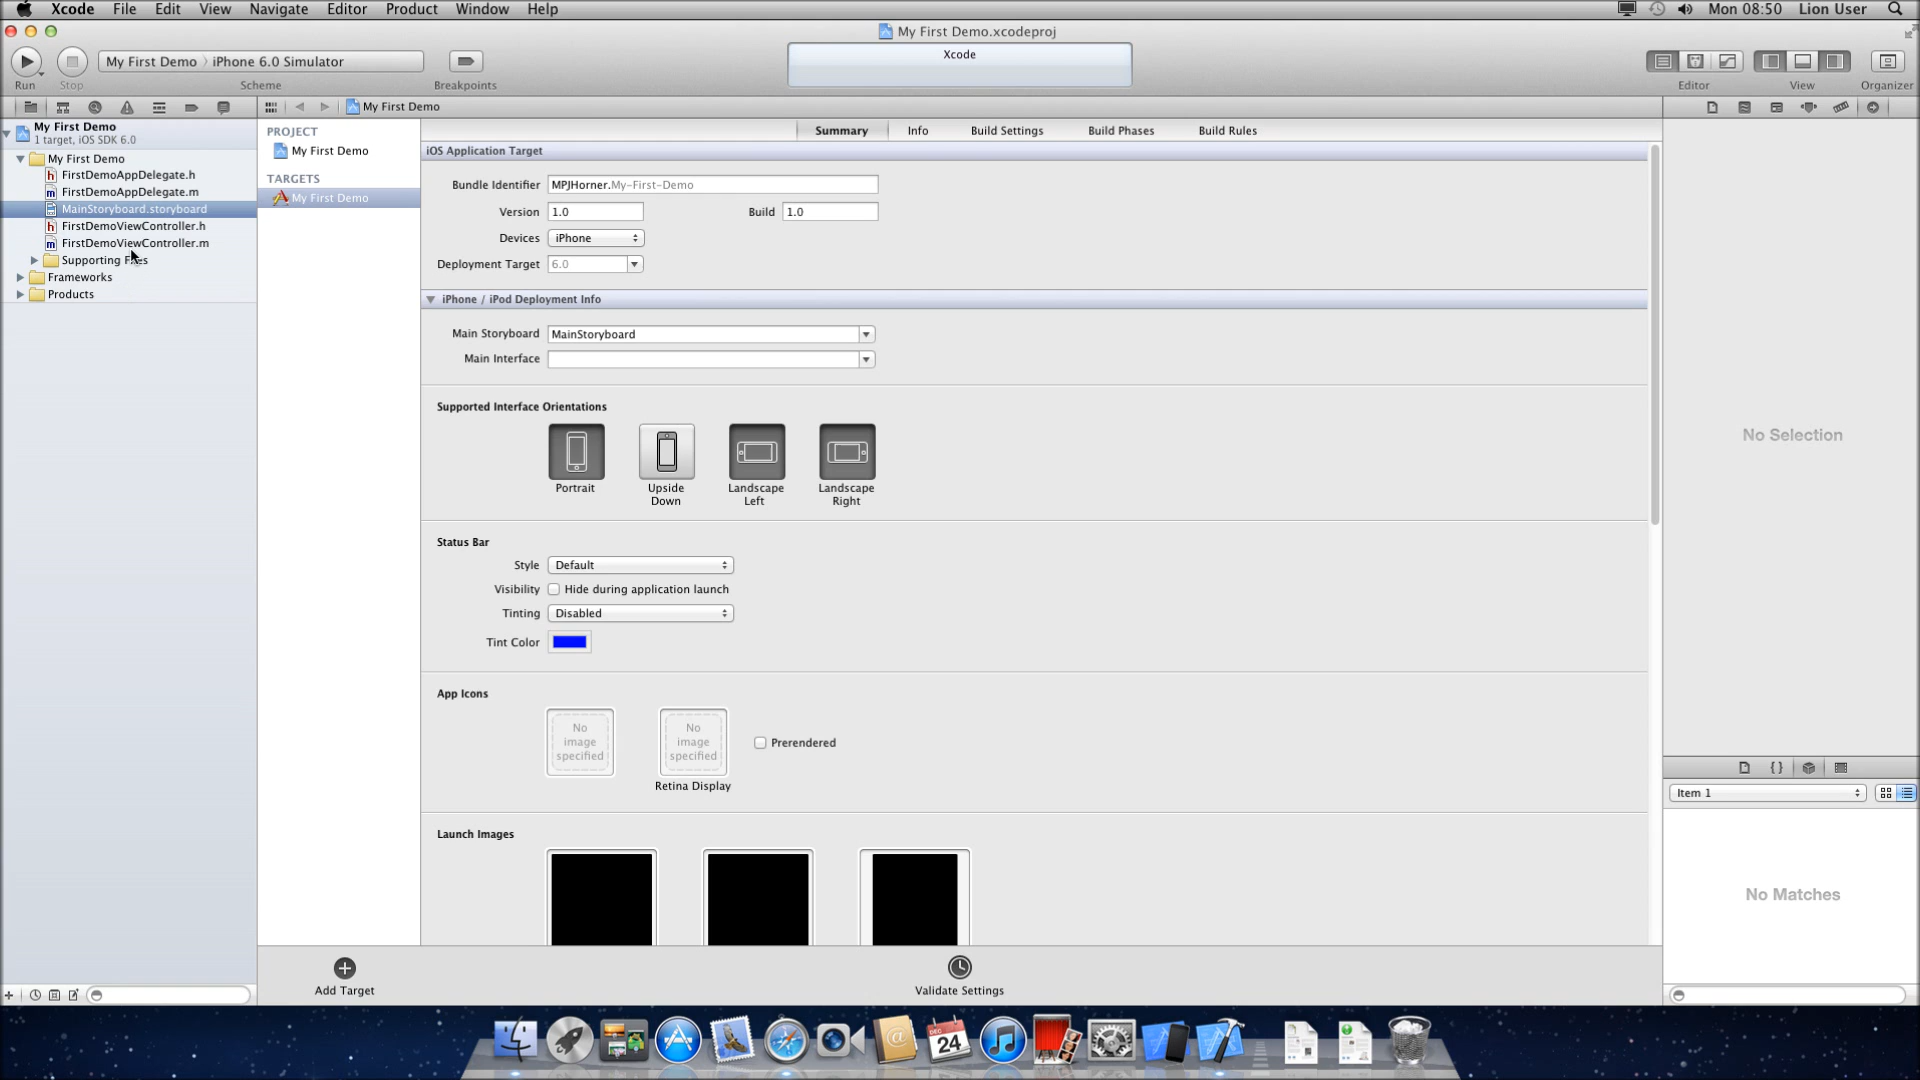 Xcode File Edit View Navigate Editor Product Window Help Mon 08:50 Lion User
My First Demo.xcodeproj
My First Demo iPhone 6.0 Simulator
Xcode
Run Stop Scheme Breakpoints Editor View Organizer
My First Demo
My First Demo
1 target, iOS SDK 6.0
My First Demo
FirstDemoAppDelegate.h
FirstDemoAppDelegate.m
MainStoryboard.storyboard
FirstDemoViewController.h
FirstDemoViewController.m
Supporting Files
Frameworks
Products
PROJECT
My First Demo
TARGETS
My First Demo
Summary Info Build Settings Build Phases Build Rules
iOS Application Target
Bundle Identifier MPJHorner.My-First-Demo
Version 1.0 Build 1.0
Devices iPhone
Deployment Target 6.0
iPhone / iPod Deployment Info
Main Storyboard MainStoryboard
Main Interface
Supported Interface Orientations
Portrait
Upside Down
Landscape Left
Landscape Right
Status Bar
Style Default
Visibility Hide during application launch
Tinting Disabled
Tint Color
App Icons
No image specified
No image specified
Prerendered
Retina Display
Launch Images
Add Target
Validate Settings
No Selection
{ }
Item 1
No Matches
DEC
24